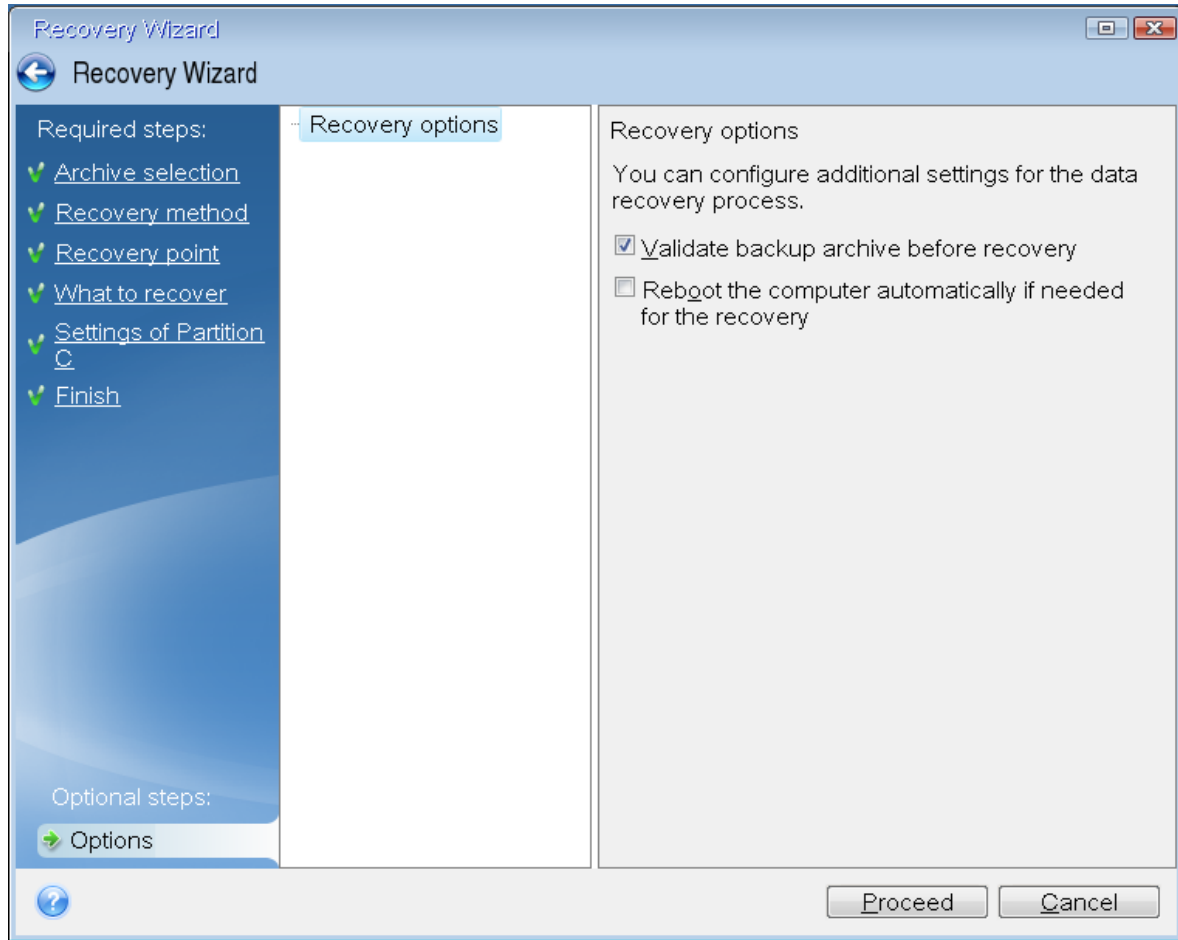 Recovery Wizard
Recovery Wizard
Required steps:
Archive selection
Recovery method
Recovery point
What to recover
Settings of Partition
C
Finish
Optional steps:
Options
Recovery options
Recovery options
You can configure additional settings for the data
recovery process.
Validate backup archive before recovery
Reboot the computer automatically if needed
for the recovery
?
Proceed
Cancel